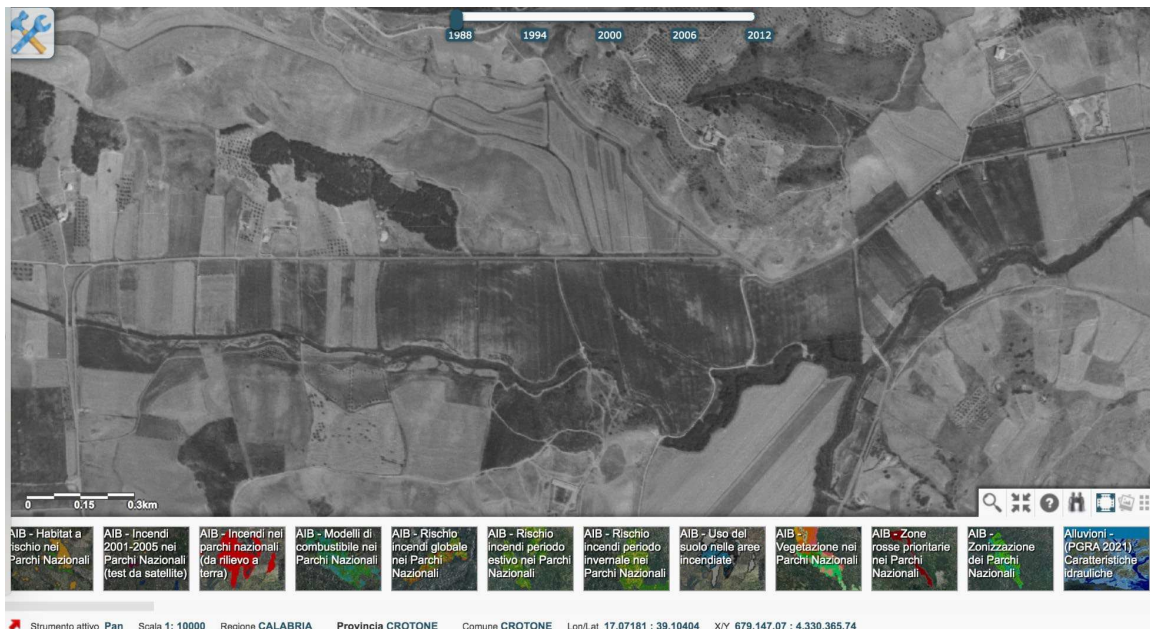 1988 1994 2000 2006 2012
0 0.15 0.3km
AIB - Habitat a
rischio nei
Parchi Nazionali
AIB - Incendi
2001-2005 nei
Parchi Nazionali
(test da satellite)
AIB - Incendi nei
parchi nazionali
(da rilievo a
terra)
AIB - Modelli di
combustibile nei
Parchi Nazionali
AIB - Rischio
incendi globale
nei Parchi
Nazionali
AIB - Rischio
incendi periodo
estivo nei Parchi
Nazionali
AIB - Rischio
incendi periodo
invernale nei
Parchi Nazionali
AIB - Uso del
suolo nelle aree
incendiate
AIB -
Vegetazione nei
Parchi Nazionali
AIB - Zone
rosse prioritarie
nei Parchi
Nazionali
AIB -
Zonizzazione
dei Parchi
Nazionali
Alluvioni -
(PGRA 2021)
Caratteristiche
idrauliche
Strumento attivo Pan Scala 1: 10000 Regione CALABRIA Provincia CROTONE Comune CROTONE Lon/Lat 17.07181 : 39.10404 X/Y 679,147.07 : 4,330,365.74